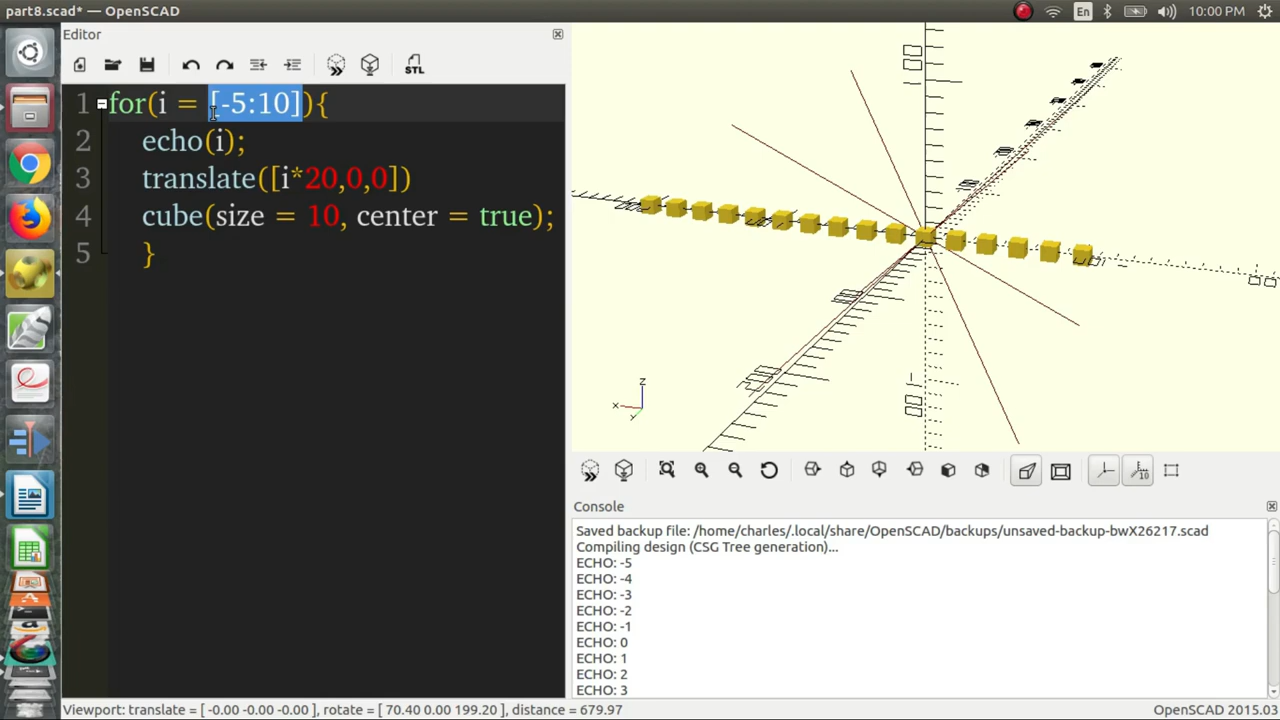 part8.scad* — OpenSCAD
En
10:00 PM
Editor
STL
1 for(i = [-5:10]){
2 echo(i);
3 translate([i*20,0,0])
4 cube(size = 10, center = true);
5 }
z
x
y
10
Console
Saved backup file: /home/charles/.local/share/OpenSCAD/backups/unsaved-backup-bwX26217.scad
Compiling design (CSG Tree generation)...
ECHO: -5
ECHO: -4
ECHO: -3
ECHO: -2
ECHO: -1
ECHO: 0
ECHO: 1
ECHO: 2
ECHO: 3
Viewport: translate = [ -0.00 -0.00 -0.00 ], rotate = [ 70.40 0.00 199.20 ], distance = 679.97
OpenSCAD 2015.03